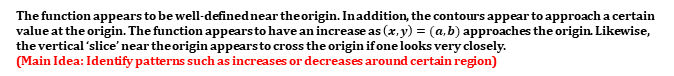 The function appears to be well-defined near the origin. In addition, the contours appear to approach a certain
value at the origin. The function appears to have an increase as (x, y) = (a, b) approaches the origin. Likewise,
the vertical 'slice' near the origin appears to cross the origin if one looks very closely.
(Main Idea: Identify patterns such as increases or decreases around certain region)